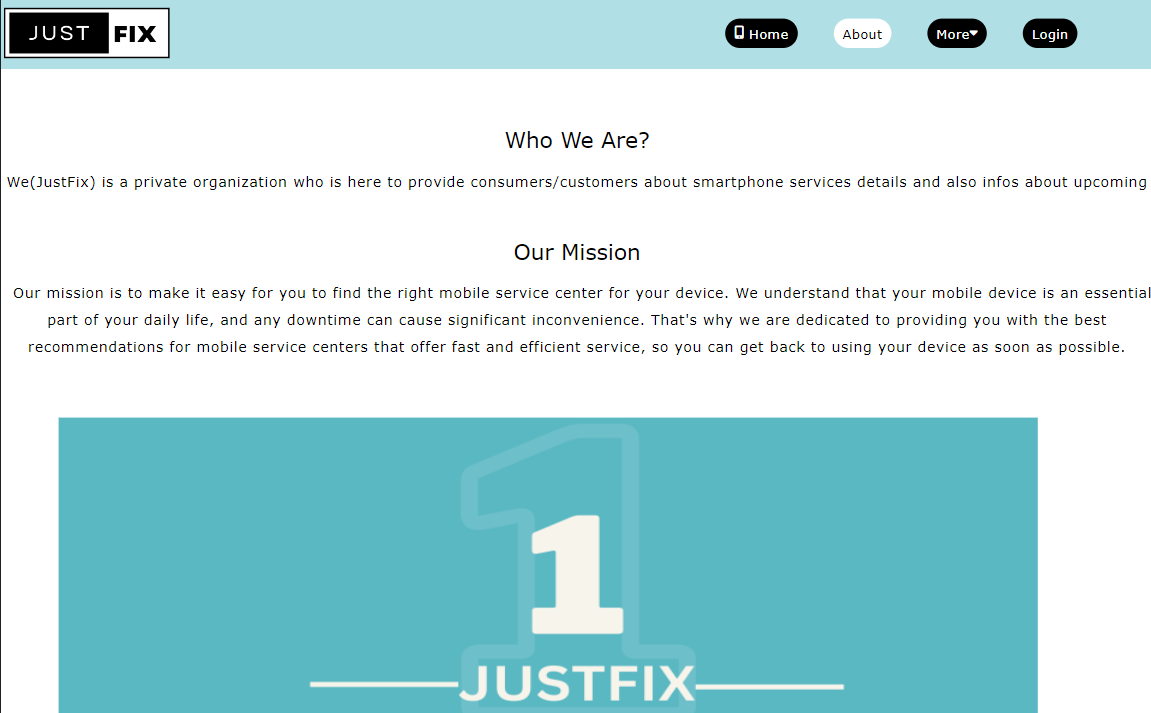 JUST FIX
Home
About
More
Login
Who We Are?
We(JustFix) is a private organization who is here to provide consumers/customers about smartphone services details and also infos about upcoming
Our Mission
Our mission is to make it easy for you to find the right mobile service center for your device. We understand that your mobile device is an essential
part of your daily life, and any downtime can cause significant inconvenience. That's why we are dedicated to providing you with the best
recommendations for mobile service centers that offer fast and efficient service, so you can get back to using your device as soon as possible.
1
JUSTFIX